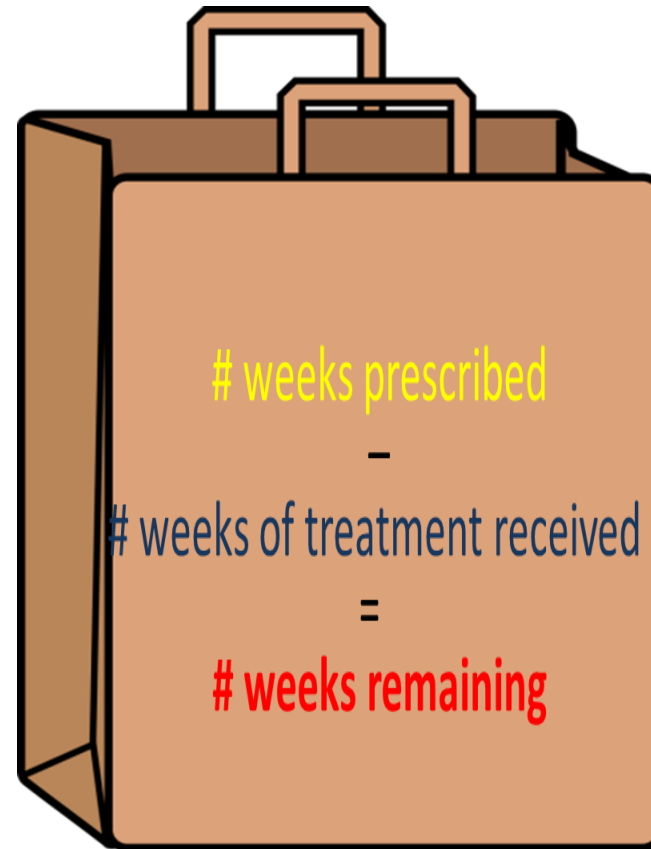 # weeks prescribed
–
# weeks of treatment received
=
# weeks remaining